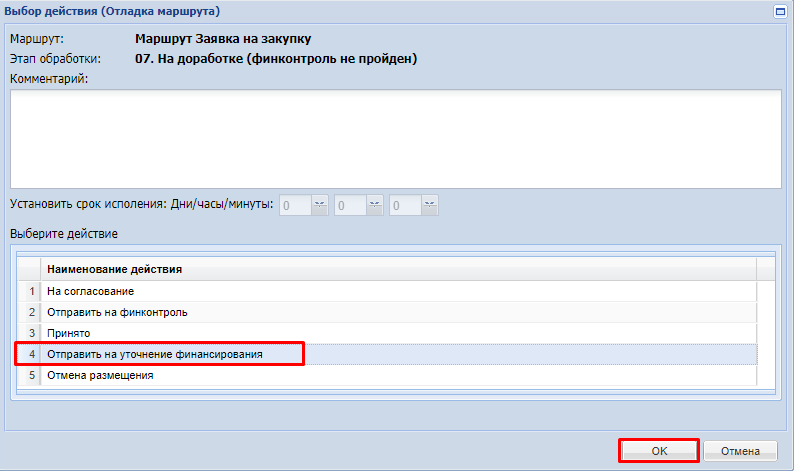 Выбор действия (Отладка маршрута)
Маршрут: Маршрут Заявка на закупку
Этап обработки: 07. На доработке (финконтроль не пройден)
Комментарий:
Установить срок исполения: Дни/часы/минуты: 0 0 0
Выберите действие
Наименование действия
1 На согласование
2 Отправить на финконтроль
3 Принято
4 Отправить на уточнение финансирования
5 Отмена размещения
OK Отмена